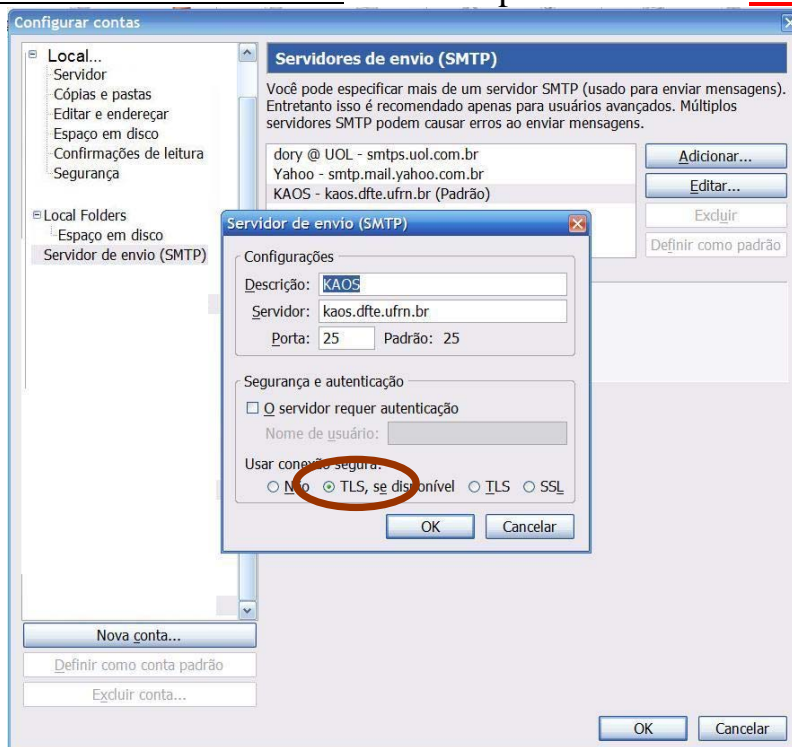 Configurar contas
Local...
Servidor
Cópias e pastas
Editar e endereçar
Espaço em disco
Confirmações de leitura
Segurança
Local Folders
Espaço em disco
Servidor de envio (SMTP)
Nova conta...
Definir como conta padrão
Excluir conta...
Servidores de envio (SMTP)
Você pode especificar mais de um servidor SMTP (usado para enviar mensagens).
Entretanto isso é recomendado apenas para usuários avançados. Múltiplos
servidores SMTP podem causar erros ao enviar mensagens.
dory @ UOL - smtps.uol.com.br
Yahoo - smtp.mail.yahoo.com.br
KAOS - kaos.dfte.ufrn.br (Padrão)
Adicionar...
Editar...
Excluir
Definir como padrão
Servidor de envio (SMTP)
Configurações
Descrição: KAOS
Servidor: kaos.dfte.ufrn.br
Porta: 25 Padrão: 25
Segurança e autenticação
O servidor requer autenticação
Nome de usuário:
Usar conexão segura:
Não TLS, se disponível TLS SSL
OK Cancelar
OK Cancelar